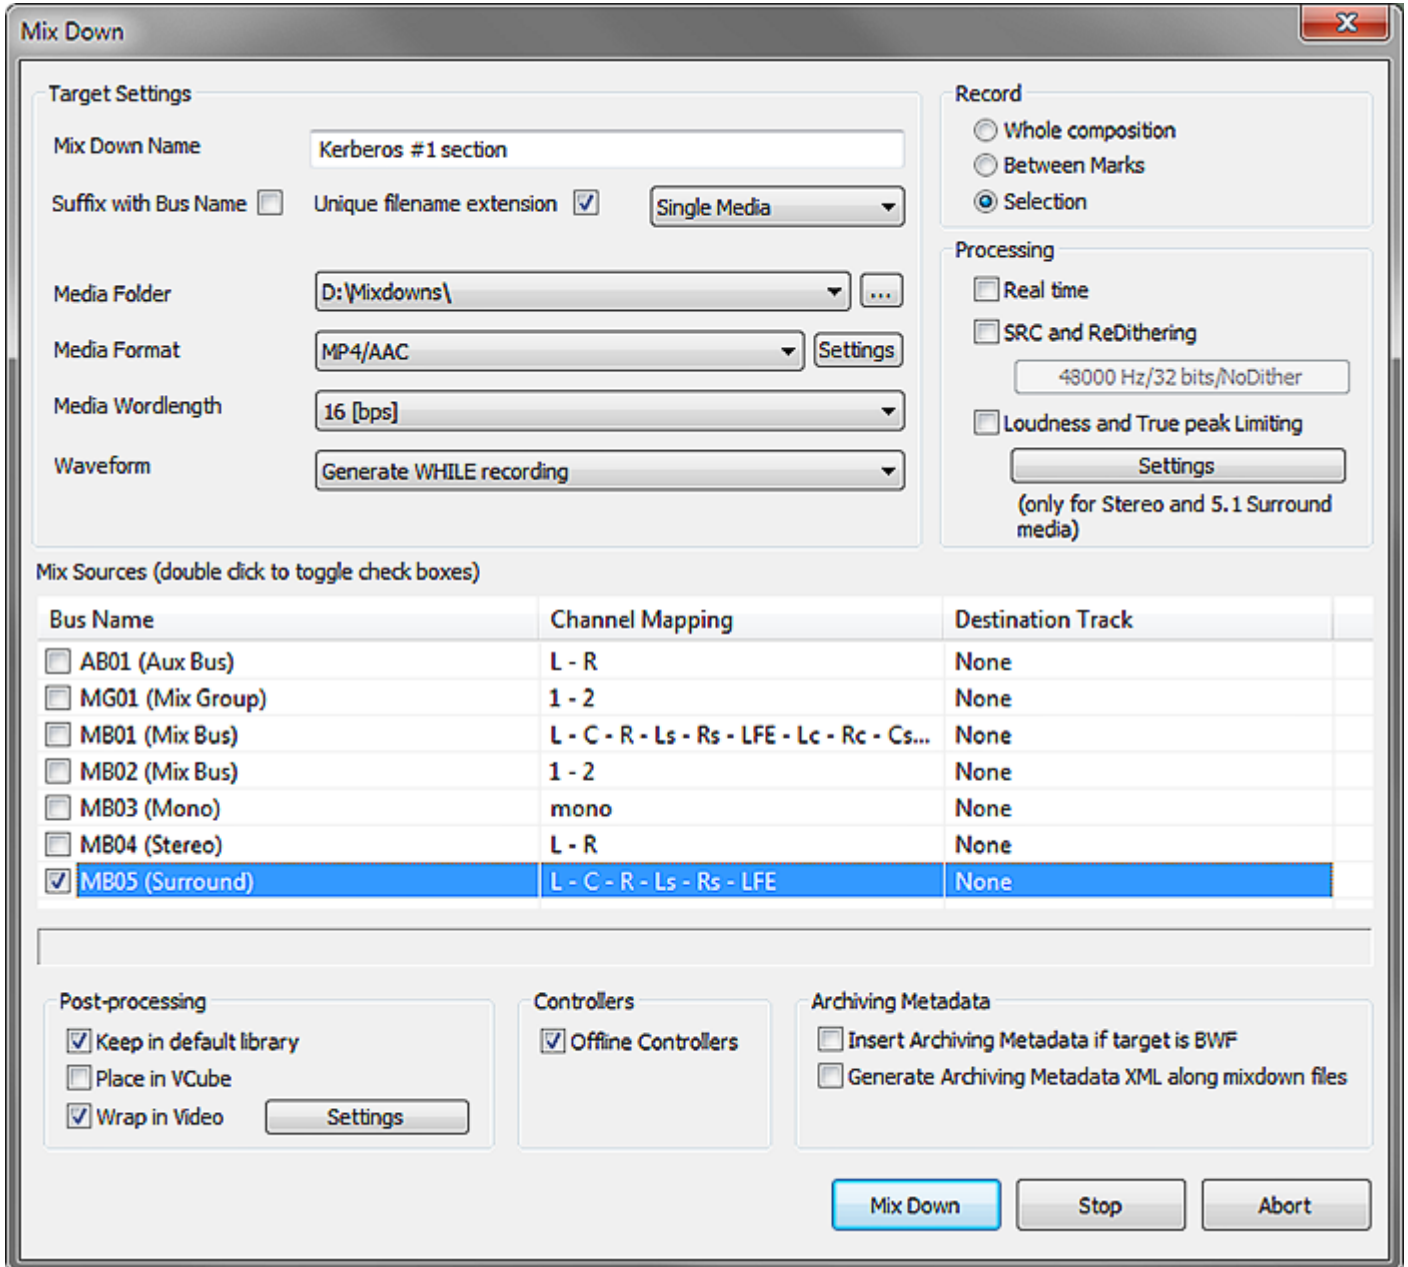 Mix Down
Target Settings
Mix Down Name
Kerberos #1 section
Suffix with Bus Name
Unique filename extension
Single Media
Media Folder
D:\Mixdowns\
...
Media Format
MP4/AAC
Settings
Media Wordlength
16 [bps]
Waveform
Generate WHILE recording
Record
Whole composition
Between Marks
Selection
Processing
Real time
SRC and ReDithering
48000 Hz/32 bits/NoDither
Loudness and True peak Limiting
Settings
(only for Stereo and 5.1 Surround
media)
Mix Sources (double click to toggle check boxes)
Bus Name Channel Mapping Destination Track
AB01 (Aux Bus) L - R None
MG01 (Mix Group) 1 - 2 None
MB01 (Mix Bus) L - C - R - Ls - Rs - LFE - Lc - Rc - Cs... None
MB02 (Mix Bus) 1 - 2 None
MB03 (Mono) mono None
MB04 (Stereo) L - R None
MB05 (Surround) L - C - R - Ls - Rs - LFE None
Post-processing
Keep in default library
Place in VCube
Wrap in Video
Settings
Controllers
Offline Controllers
Archiving Metadata
Insert Archiving Metadata if target is BWF
Generate Archiving Metadata XML along mixdown files
Mix Down
Stop
Abort